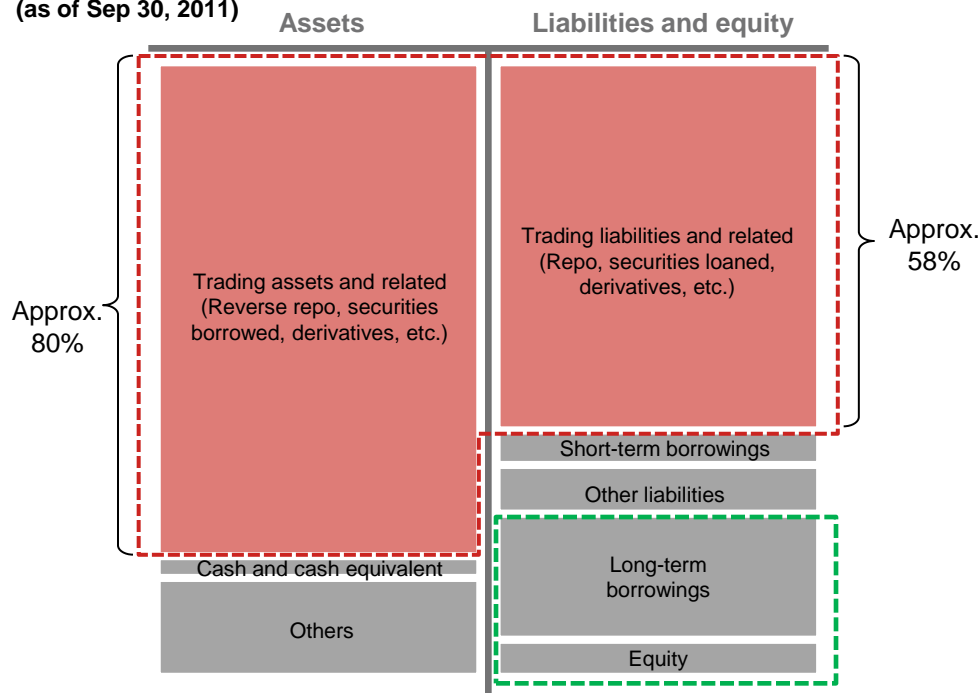 (as of Sep 30, 2011)
Assets
Liabilities and equity
Approx.
80%
Trading assets and related
(Reverse repo, securities
borrowed, derivatives, etc.)
Cash and cash equivalent
Others
Trading liabilities and related
(Repo, securities loaned,
derivatives, etc.)
Approx.
58%
Short-term borrowings
Other liabilities
Long-term
borrowings
Equity